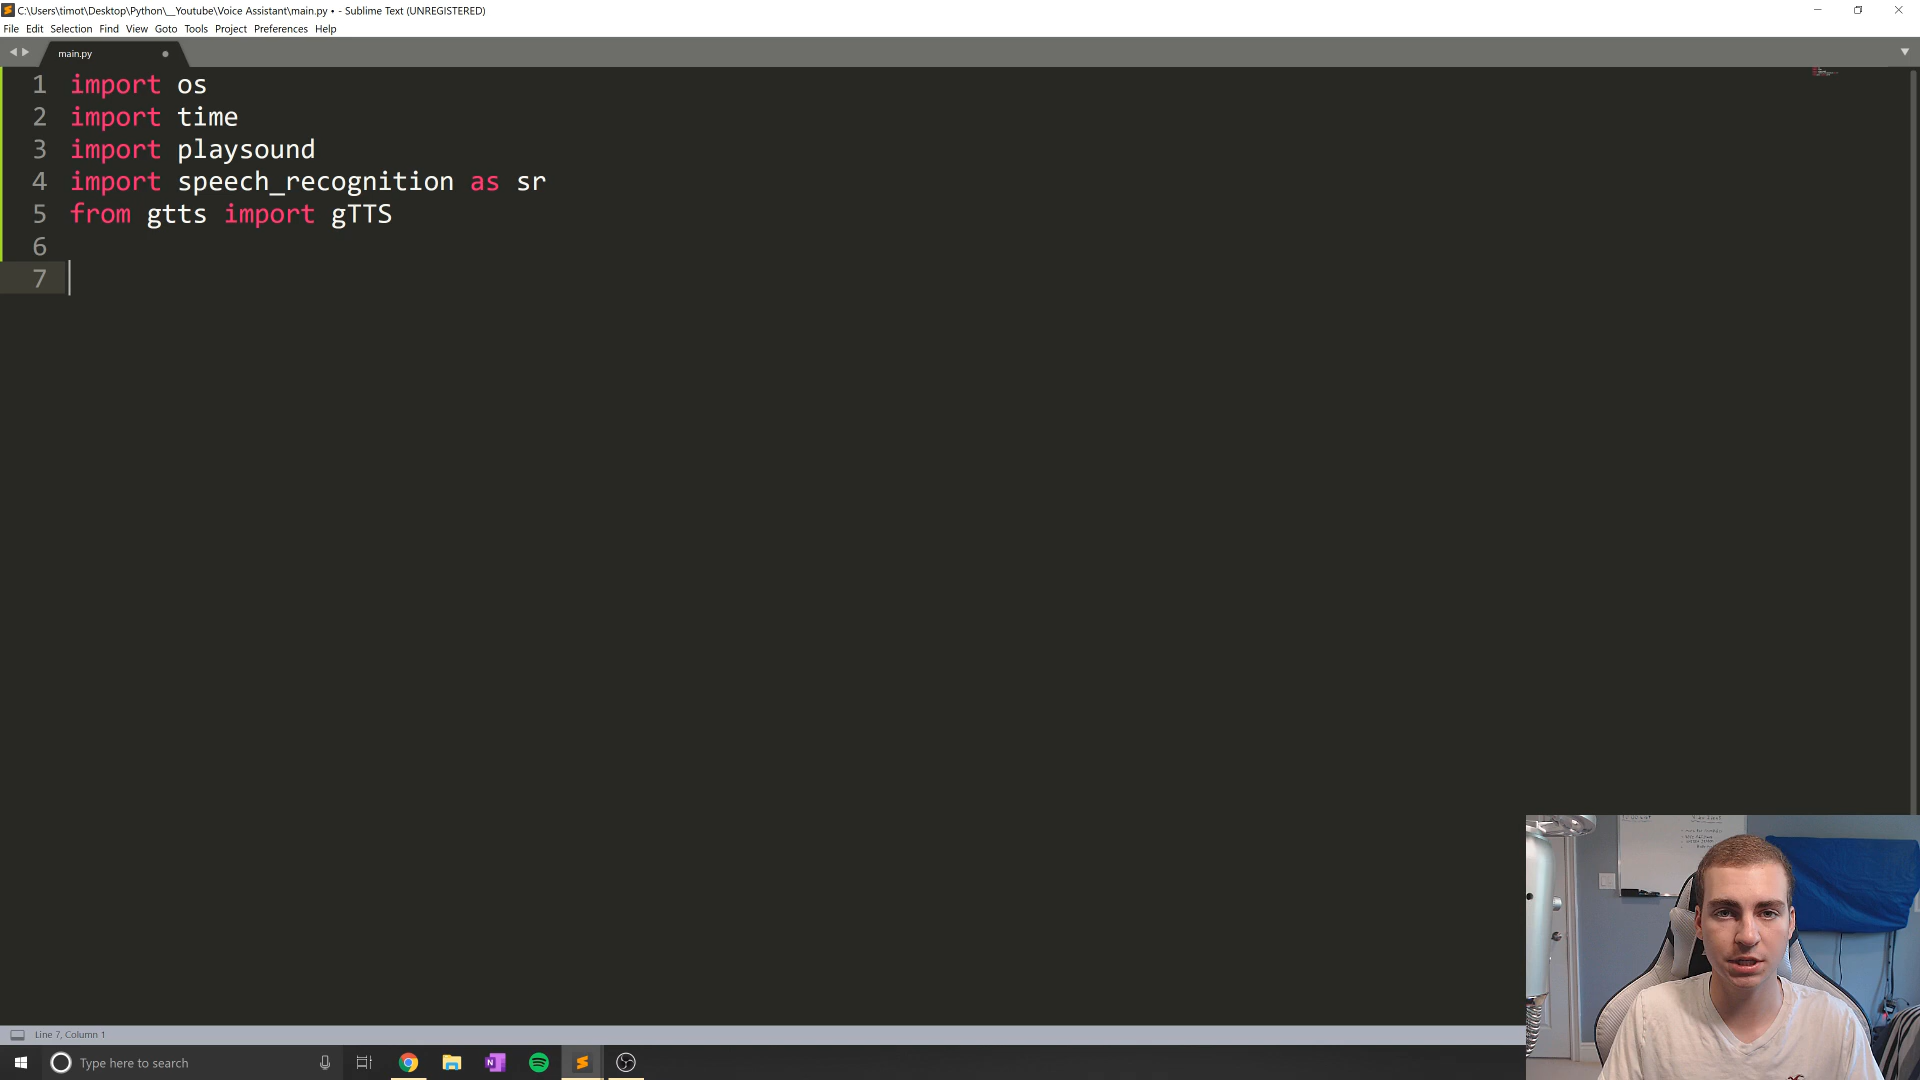 C:\Users\timot\Desktop\Python\__Youtube\Voice Assistant\main.py • - Sublime Text (UNREGISTERED)
File Edit Selection Find View Goto Tools Project Preferences Help
main.py
1 import os
2 import time
3 import playsound
4 import speech_recognition as sr
5 from gtts import gTTS
6
7
Line 7, Column 1
Type here to search